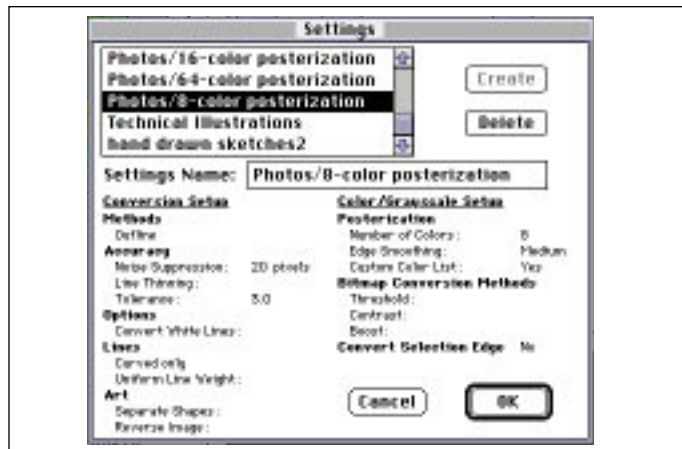 Settings
Photos/16-color posterization
Photos/64-color posterization
Photos/8-color posterization
Technical Illustrations
hand drawn sketches2
Create
Delete
Settings Name: Photos/8-color posterization
Conversion Setup
Methods
Outline
Accuracy
Noise Suppression: 20 pixels
Line Thinning:
Tolerance: 3.0
Options
Convert White Lines:
Lines
Curved only
Uniform Line Weight:
Art
Separate Shapes:
Reverse Image:
Color/Grayscale Setup
Posterization
Number of Colors: 8
Edge Smoothing: Medium
Custom Color List: Yes
Bitmap Conversion Methods
Threshold:
Contrast:
Boost:
Convert Selection Edge No
Cancel
OK